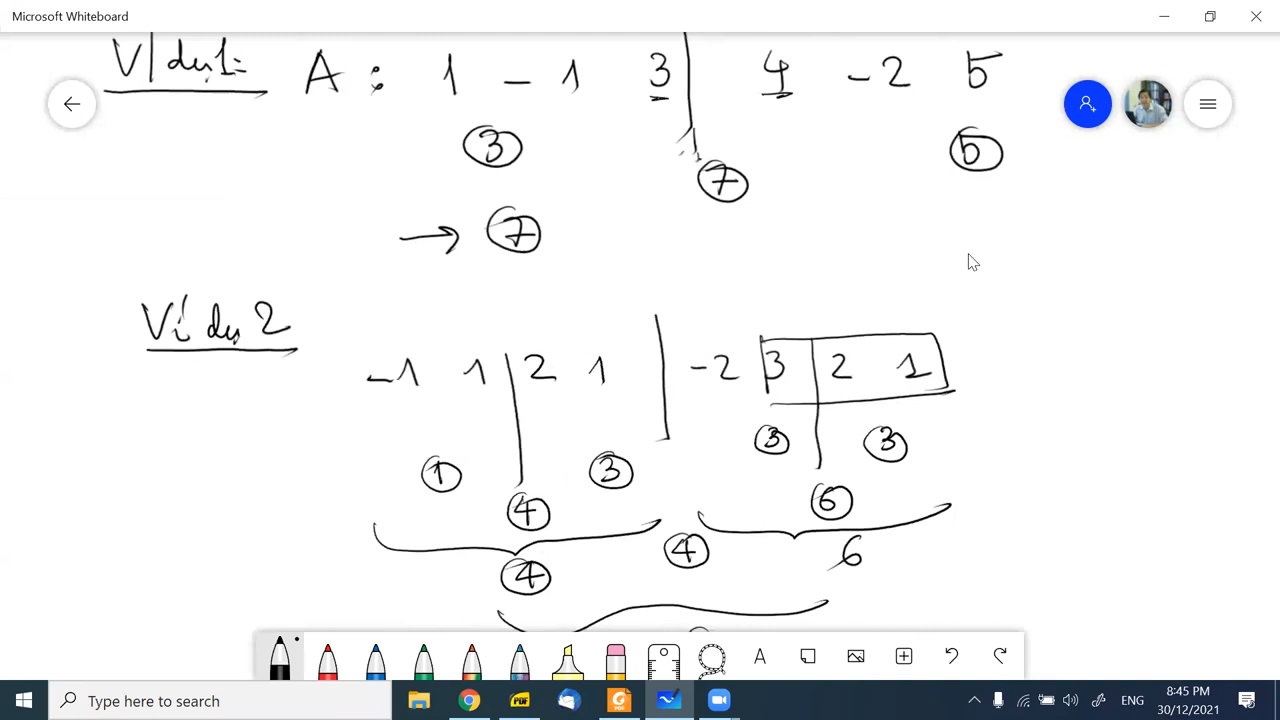 Microsoft Whiteboard
Ví dụ 1:
A : 1 -1 3 4 -2 5
3 7 5
→ 7
Ví dụ 2
-1 1 2 1 -2 3 2 1
1 3 3 3
4 6
4 4 6
A
Type here to search
PDF
ENG
8:45 PM
30/12/2021